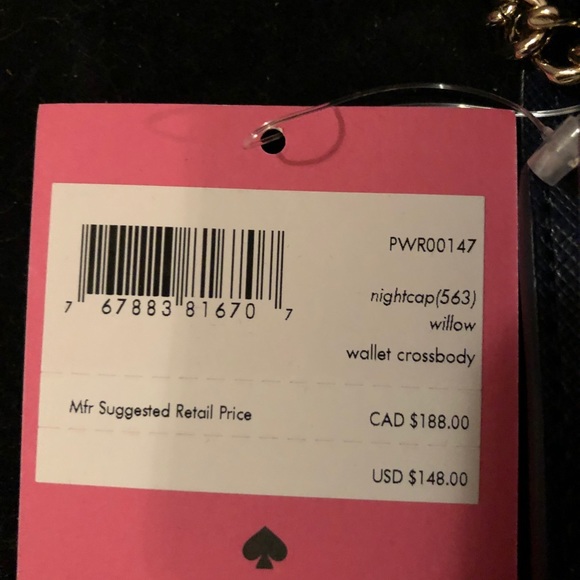 PWR00147
7 67883 81670 7
nightcap(563)
willow
wallet crossbody
Mfr Suggested Retail Price
CAD $188.00
USD $148.00